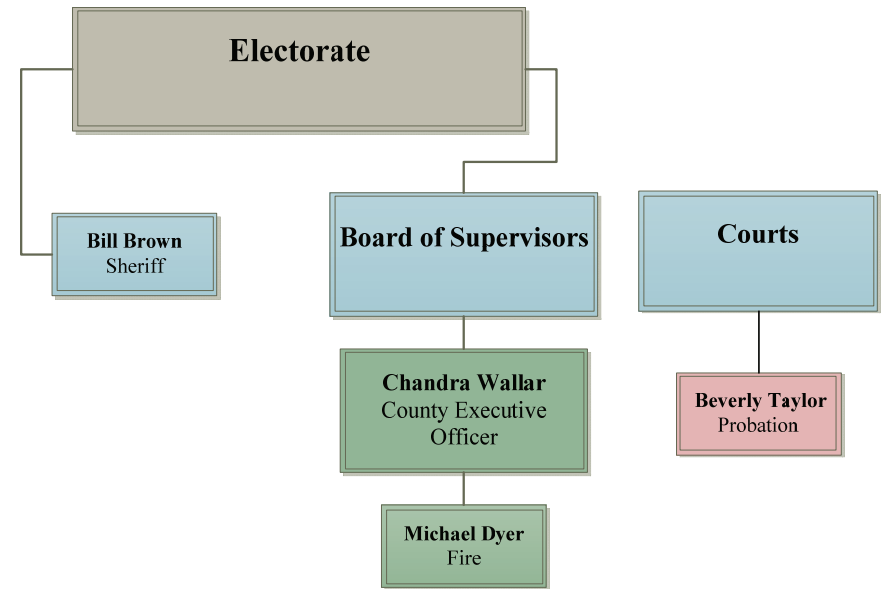 Electorate
Bill Brown
Sheriff
Board of Supervisors
Courts
Chandra Wallar
County Executive
Officer
Beverly Taylor
Probation
Michael Dyer
Fire